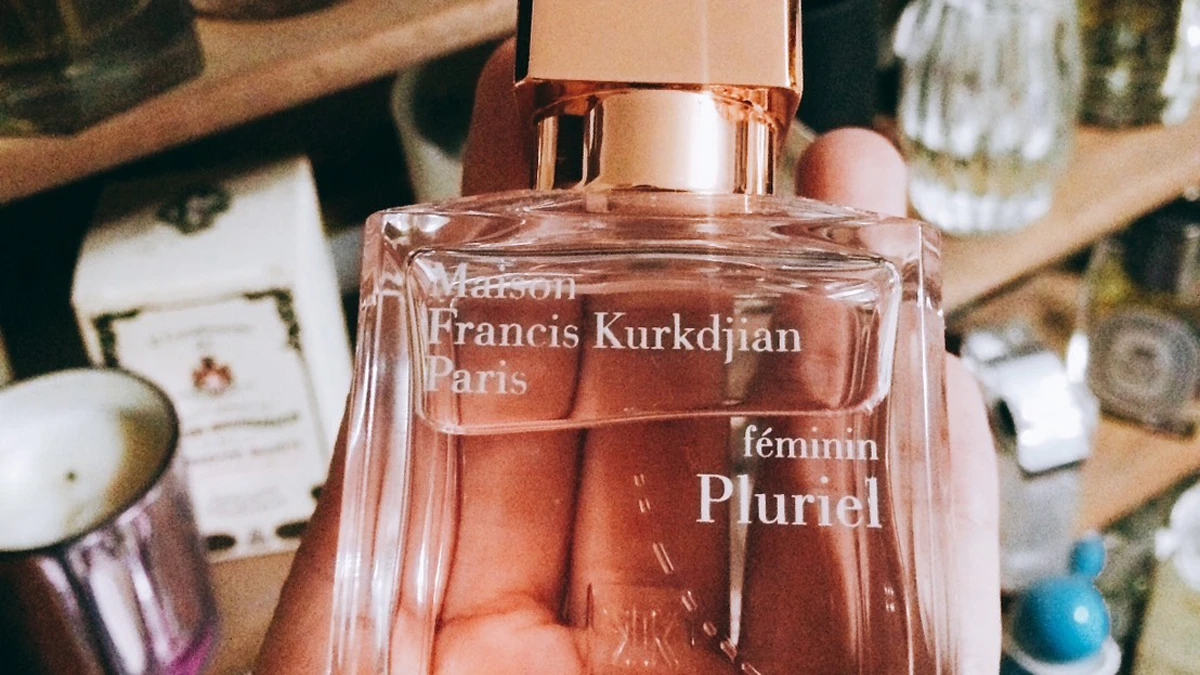 Maison
Francis Kurkdjian
Paris
féminin
Pluriel